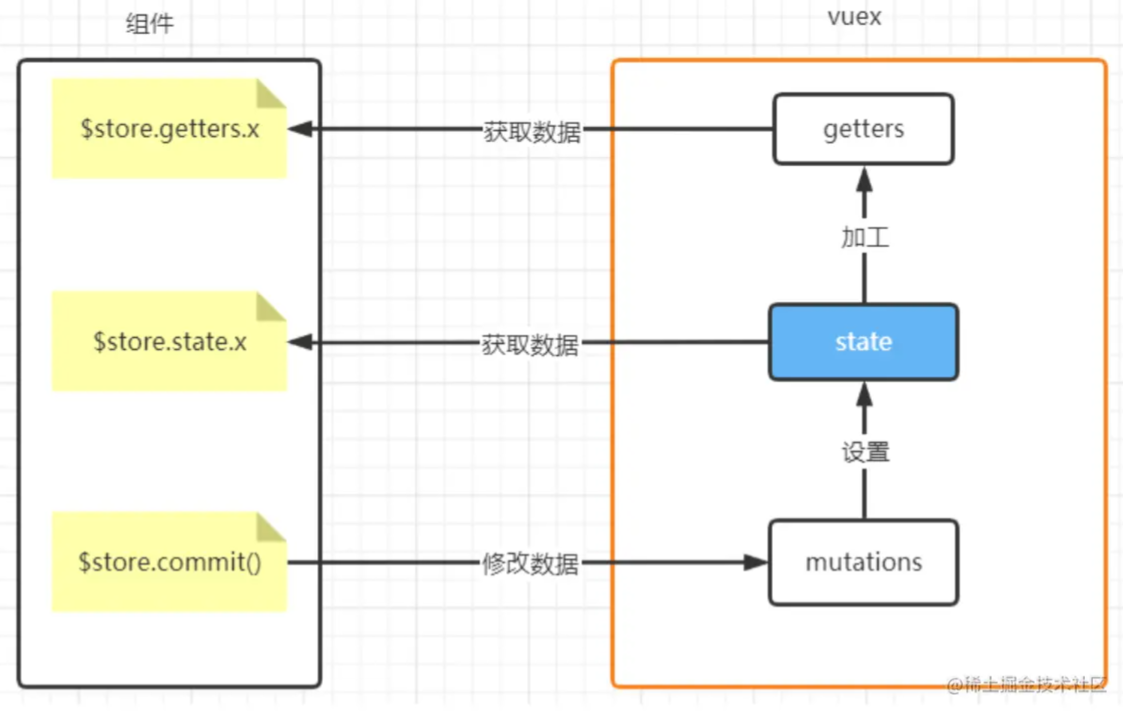 组件
vuex
$store.getters.x
获取数据
getters
加工
$store.state.x
获取数据
state
设置
$store.commit()
修改数据
mutations
@稀土掘金技术社区